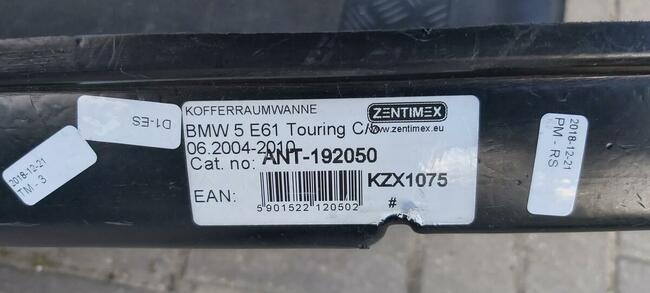 KOFFERRAUMWANNE
ZENTIMEX
www.zentimex.eu
BMW 5 E61 Touring C/
06.2004-2010
Cat. no: ANT-192050
KZX1075
EAN:
5 901522 120502
#
D1-ES
2018-12-21
TM - 3
2018-12-21
PM - RS